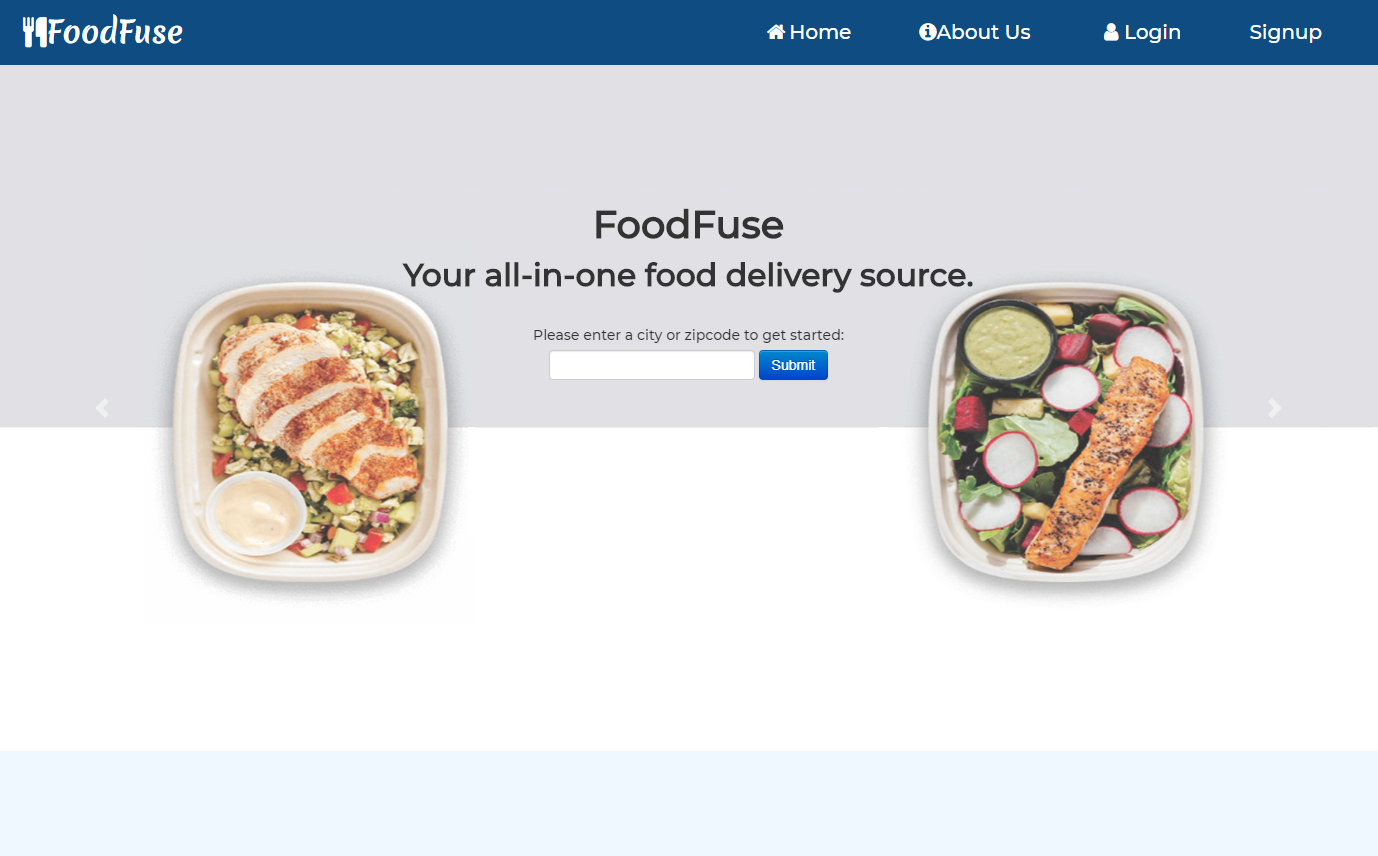 FoodFuse
Home
About Us
Login
Signup
FoodFuse
Your all-in-one food delivery source.
Please enter a city or zipcode to get started:
Submit